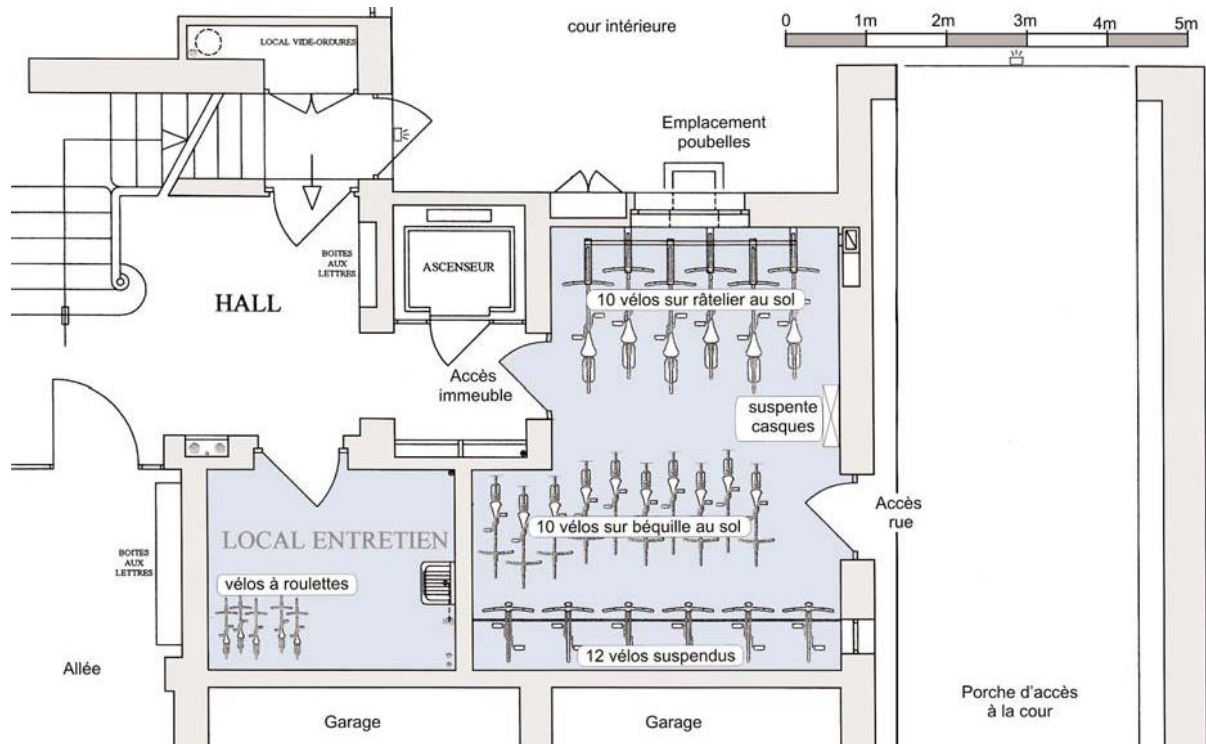 cour intérieure
0 1m 2m 3m 4m 5m
LOCAL VIDE-ORDURES
Emplacement
poubelles
BOITES
AUX
LETTRES
ASCENSEUR
HALL
10 vélos sur râtelier au sol
Accès
immeuble
suspente
casques
Accès
rue
10 vélos sur béquille au sol
LOCAL ENTRETIEN
BOITES
AUX
LETTRES
vélos à roulettes
12 vélos suspendus
Allée
Garage
Garage
Porche d'accès
à la cour